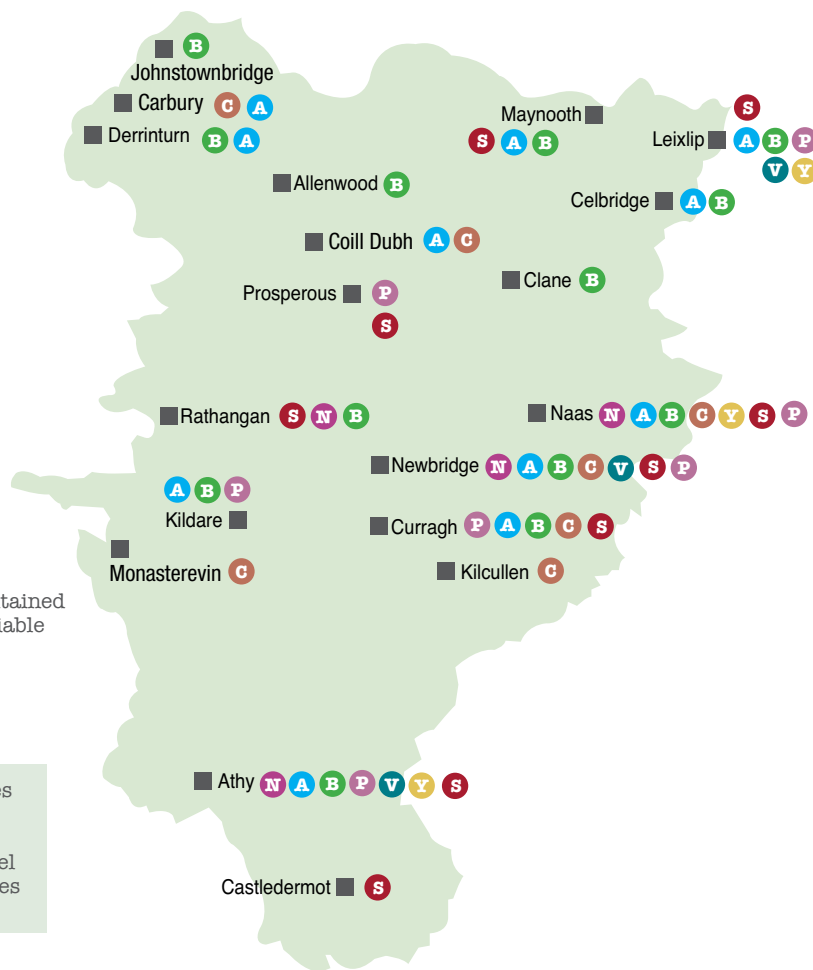 B
Johnstownbridge
Carbury C A
Derrinturn B A
Maynooth
S A B
S
Leixlip A B P
V Y
Allenwood B
Celbridge A B
Coill Dubh A C
Clane B
Prosperous P
S
Rathangan S N B
Naas N A B C Y S P
Newbridge N A B C V S P
A B P
Kildare
Curragh P A B C S
Monasterevin C
Kilcullen C
tained
iable
Athy N A B P V Y S
es
el
es
Castledermot S